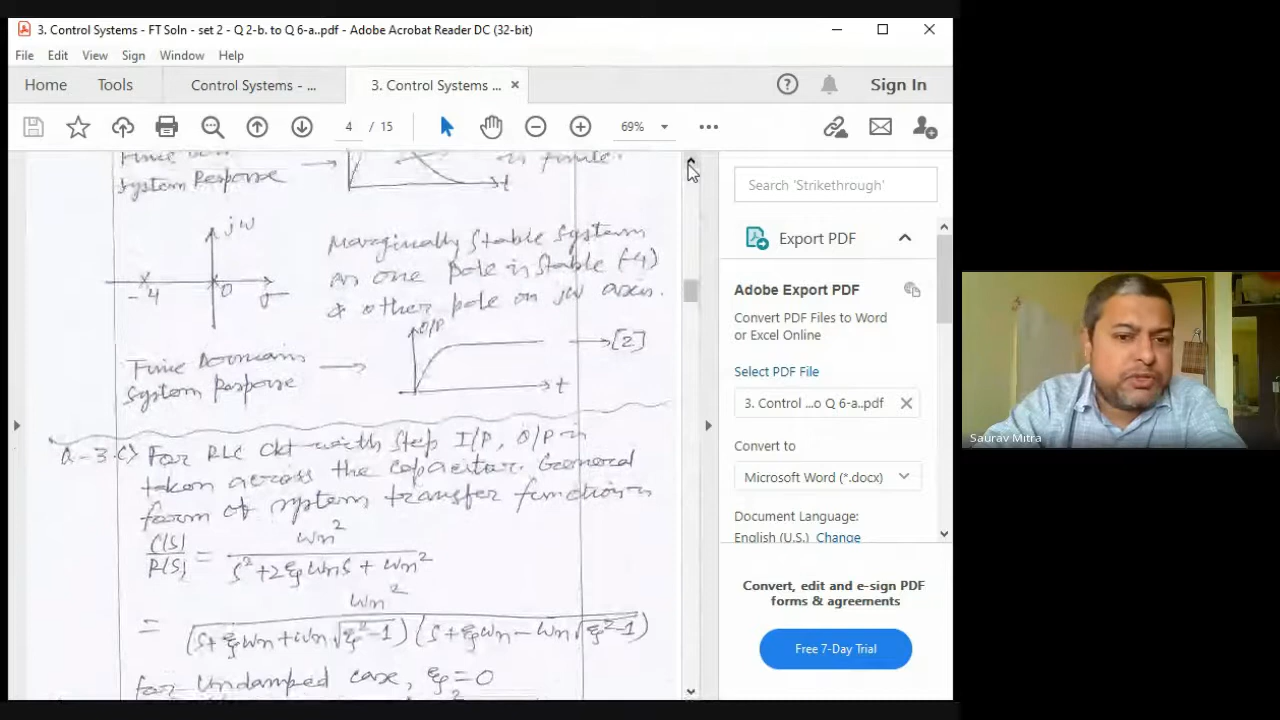 3. Control Systems - FT Soln - set 2 - Q 2-b. to Q 6-a..pdf - Adobe Acrobat Reader DC (32-bit)
File Edit View Sign Window Help
Home Tools Control Systems - ... 3. Control Systems ... × Sign In
4 / 15 69%
System Response → t is finite.
jω
Marginally stable system
as one pole is stable (-4)
-4 0 σ
& other pole on jω axis.
O/P
Time Domain → [2]
System Response t
Q-3.C) For RLC Ckt with step I/P, O/P is
taken across the capacitor. General
form of system transfer function is
C(S)/R(S) = ωn²/(S²+2ξωnS+ωn²)
= ωn²/((S+ξωn+ωn√(ξ²-1))(S+ξωn-ωn√(ξ²-1)))
for undamped case, ξ=0
Search 'Strikethrough'
Export PDF
Adobe Export PDF
Convert PDF Files to Word
or Excel Online
Select PDF File
3. Control ...o Q 6-a..pdf
Convert to
Microsoft Word (*.docx)
Document Language:
English (U.S.) Change
Convert, edit and e-sign PDF
forms & agreements
Free 7-Day Trial
Saurav Mitra